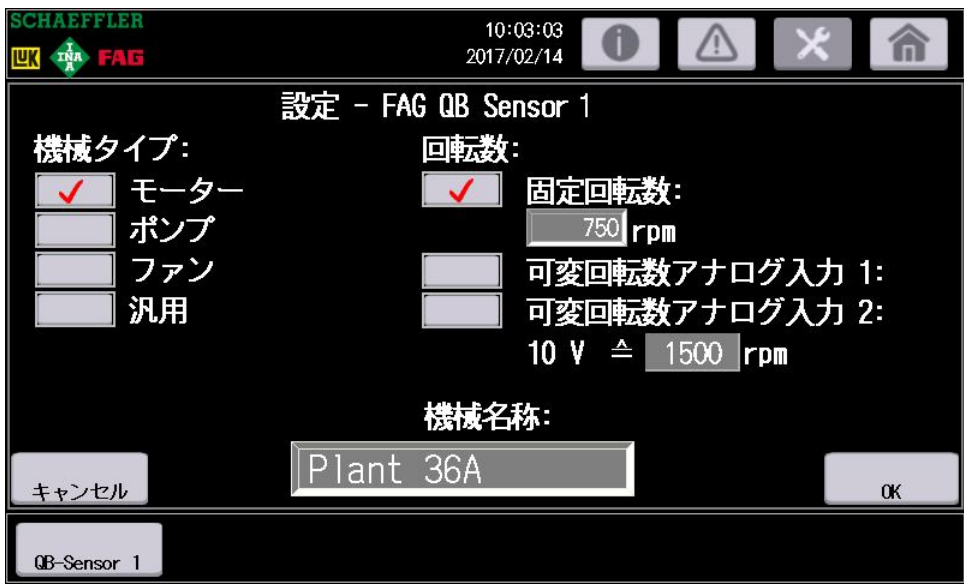 SCHAEFFLER
LUK INA FAG
10:03:03
2017/02/14
設定 - FAG QB Sensor 1
機械タイプ:
モーター
ポンプ
ファン
汎用
回転数:
固定回転数:
750 rpm
可変回転数アナログ入力 1:
可変回転数アナログ入力 2:
10 V ≙ 1500 rpm
機械名称:
Plant 36A
キャンセル
OK
QB-Sensor 1